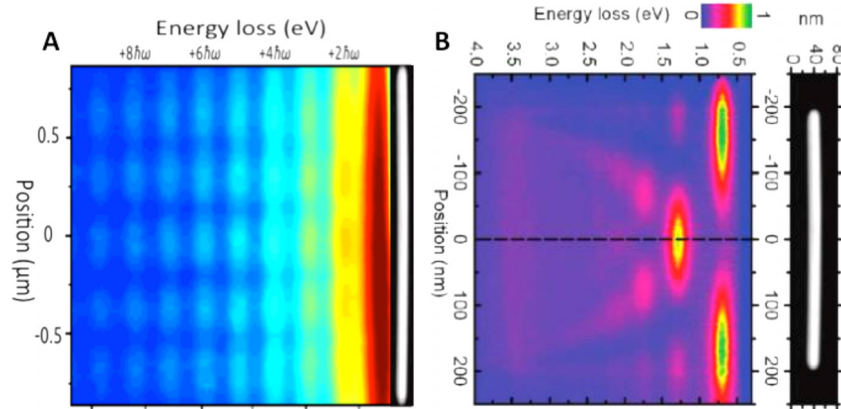 A
Energy loss (eV)
+8ħω +6ħω +4ħω +2ħω
Position (μm)
0.5
0
-0.5
B
Energy loss (eV)
0 1
nm
4.0 3.5 3.0 2.5 2.0 1.5 1.0 0.5
0 40 80
-200 -200
-100 -100
0 0
100 100
200 200
Position (nm)